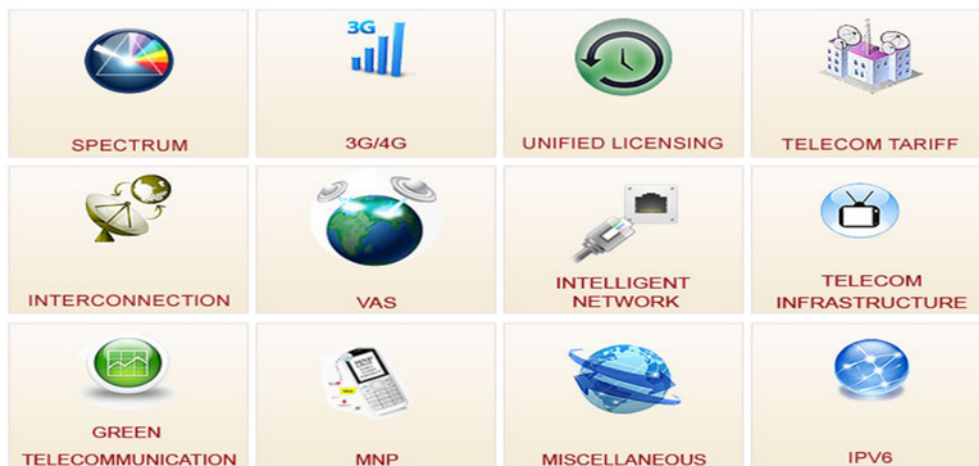 3G
SPECTRUM
3G/4G
UNIFIED LICENSING
TELECOM TARIFF
INTERCONNECTION
VAS
INTELLIGENT
NETWORK
TELECOM
INFRASTRUCTURE
MNP
GREEN
TELECOMMUNICATION
MNP
MISCELLANEOUS
IPV6